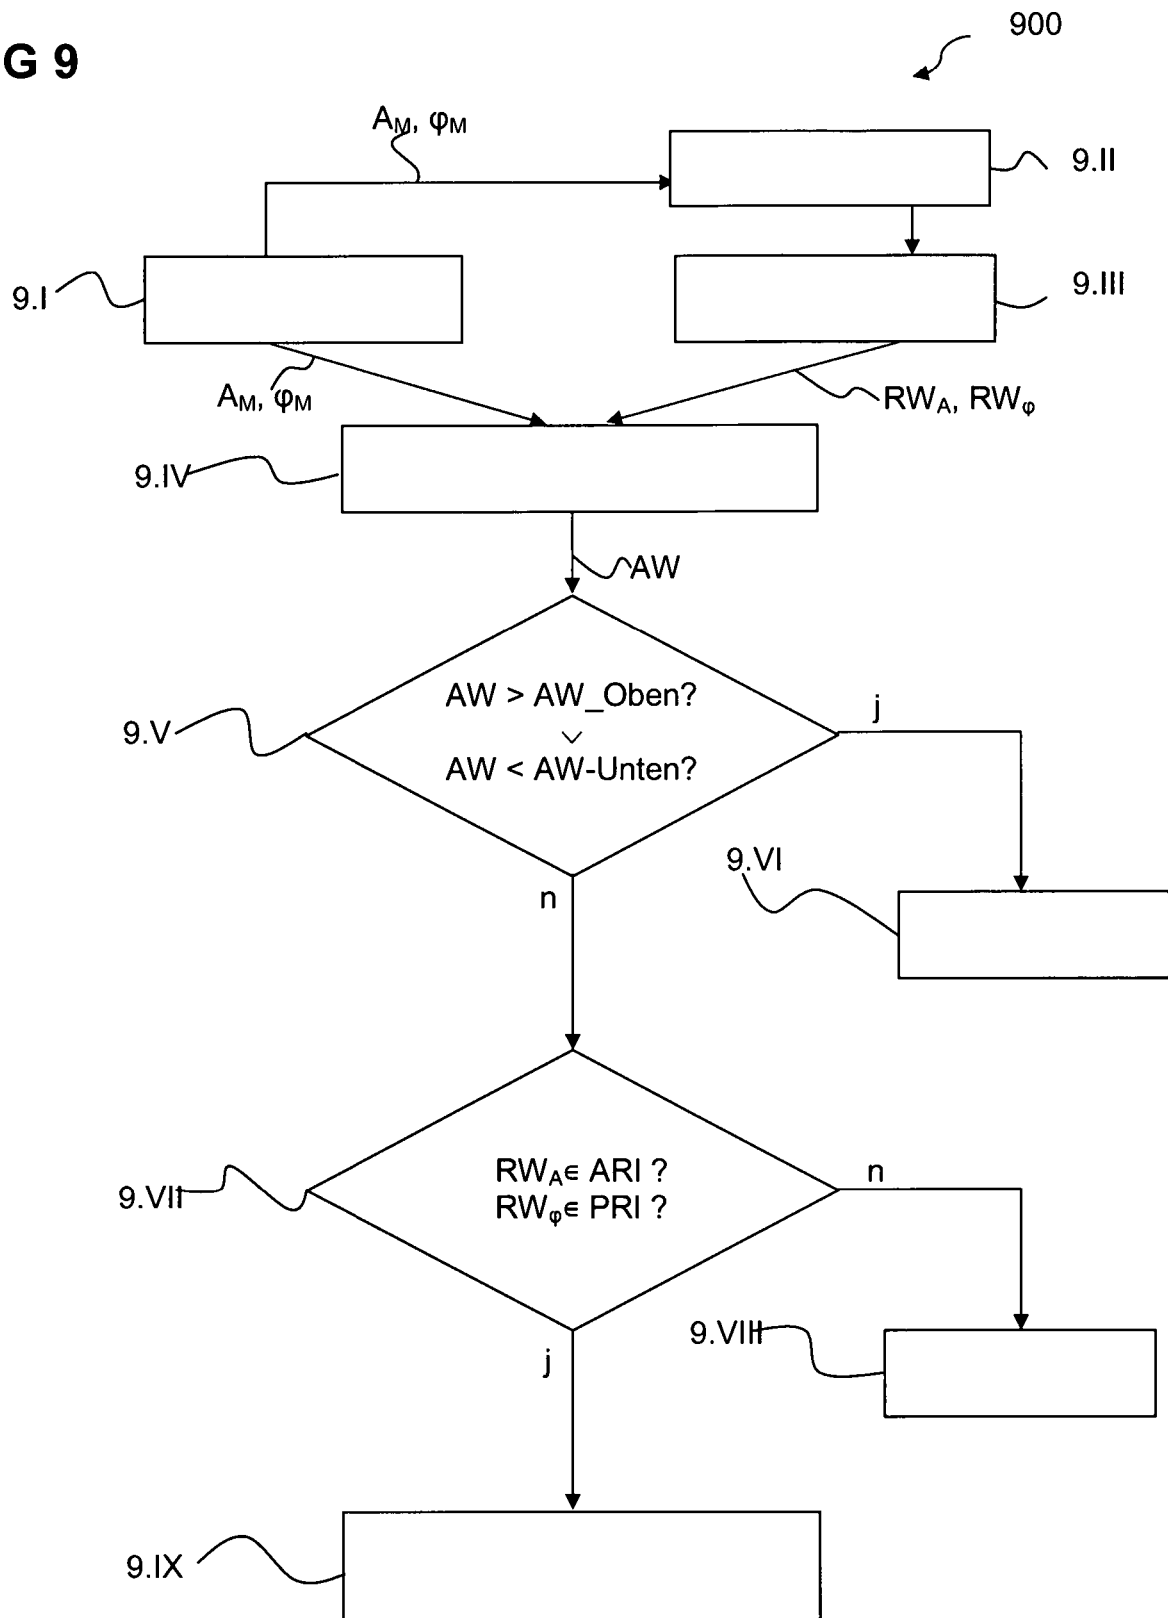 G 9
900
A_M, φ_M
9.II
9.I
9.III
A_M, φ_M
RW_A, RW_φ
9.IV
AW
AW > AW_Oben?
∨
AW < AW-Unten?
9.V
j
9.VI
n
RW_A ∈ ARI ?
RW_φ ∈ PRI ?
9.VII
n
9.VIII
j
9.IX